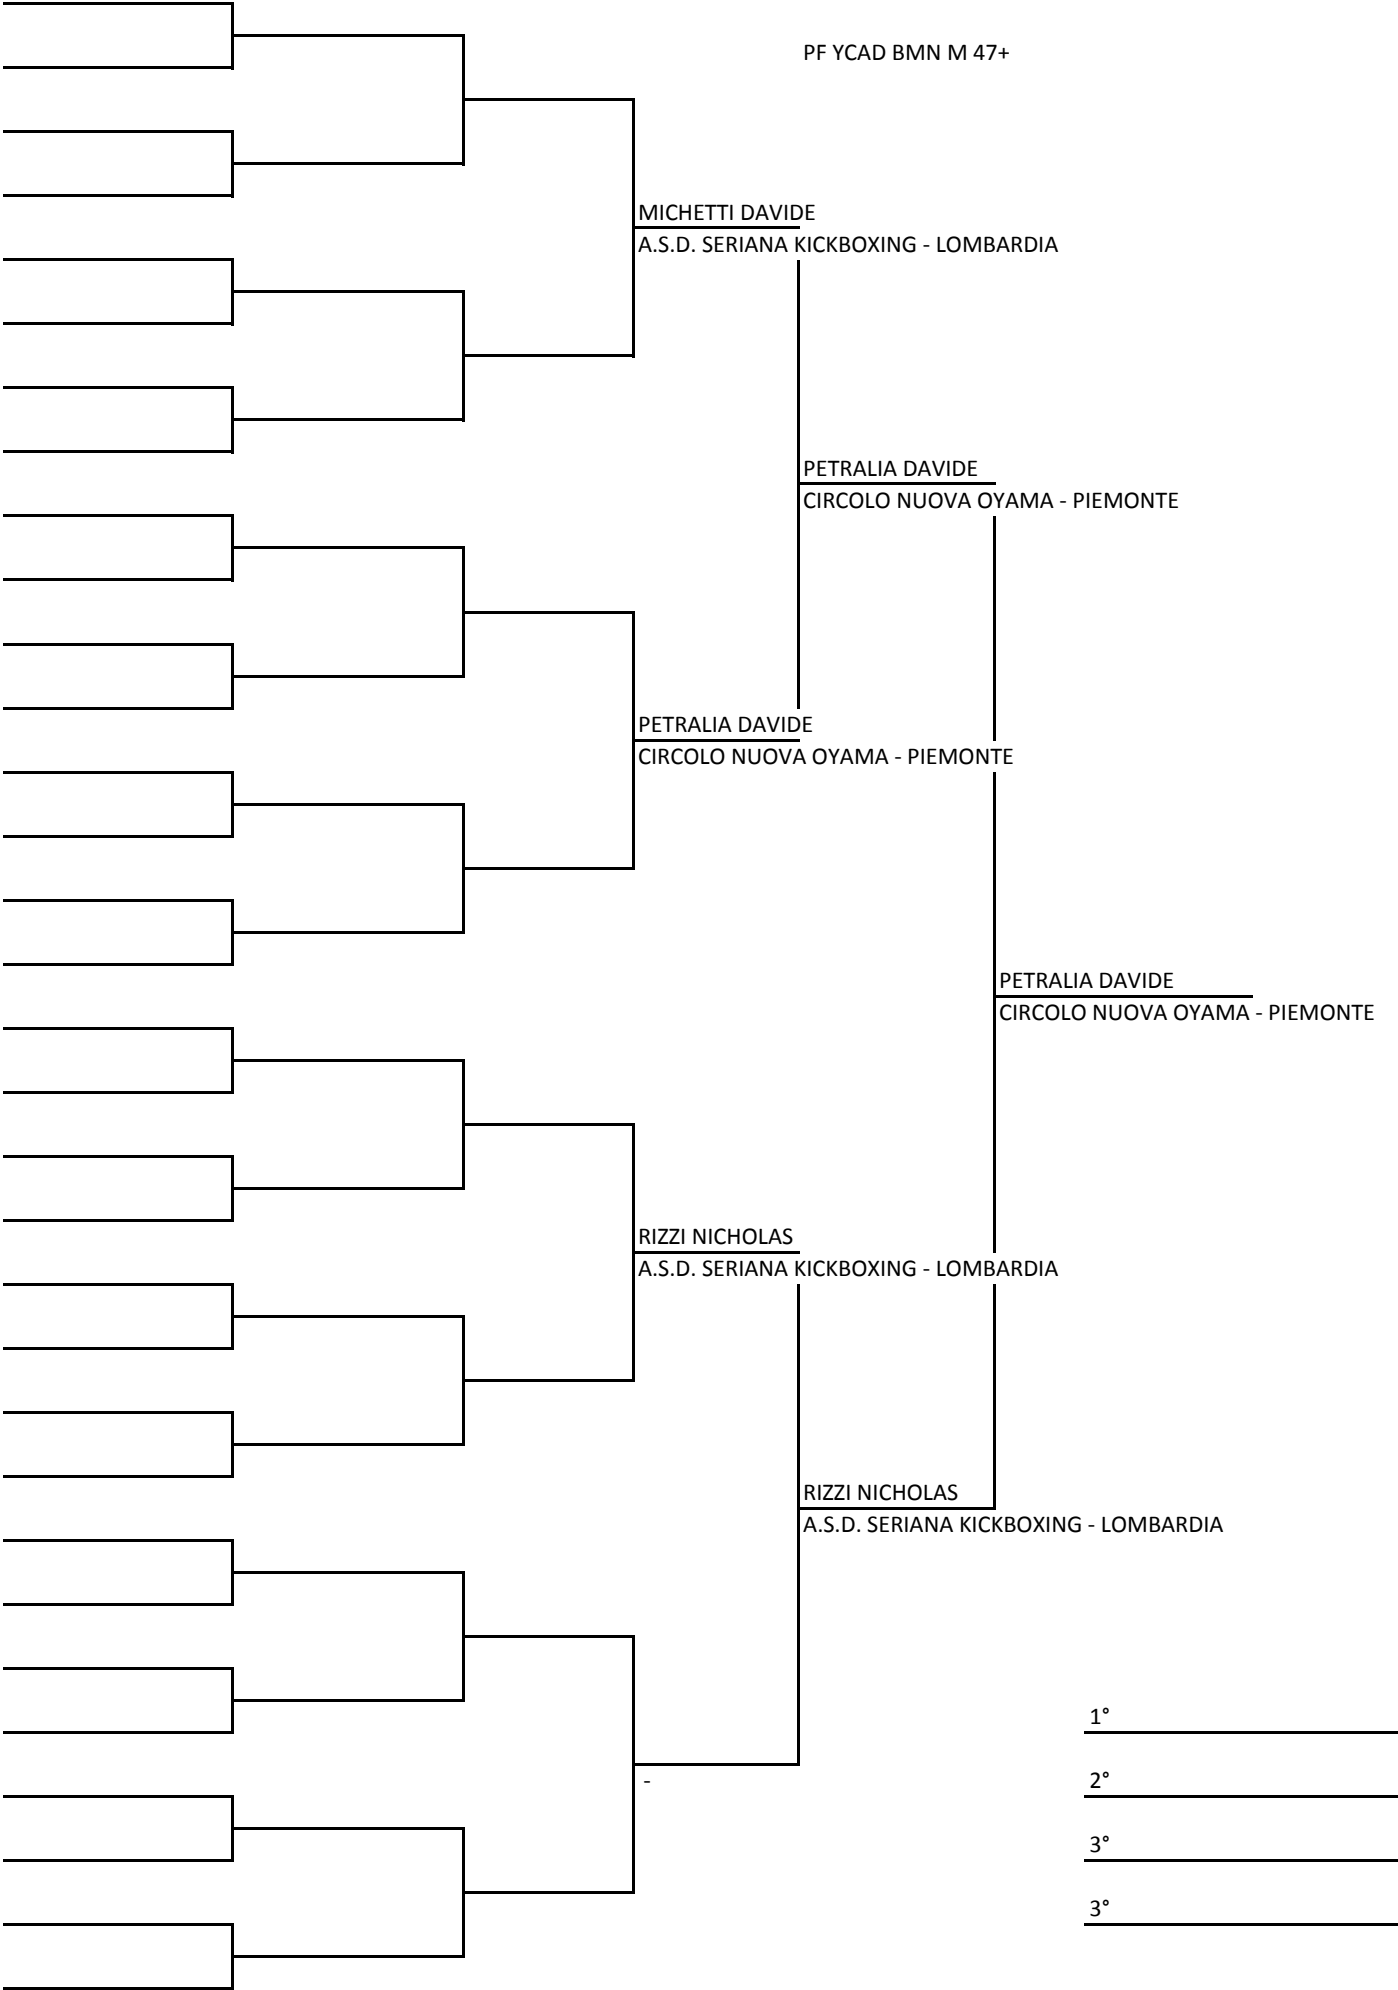 PF YCAD BMN M 47+
MICHETTI DAVIDE
A.S.D. SERIANA KICKBOXING - LOMBARDIA
PETRALIA DAVIDE
CIRCOLO NUOVA OYAMA - PIEMONTE
PETRALIA DAVIDE
CIRCOLO NUOVA OYAMA - PIEMONTE
PETRALIA DAVIDE
CIRCOLO NUOVA OYAMA - PIEMONTE
RIZZI NICHOLAS
A.S.D. SERIANA KICKBOXING - LOMBARDIA
RIZZI NICHOLAS
A.S.D. SERIANA KICKBOXING - LOMBARDIA
1°
-
2°
3°
3°